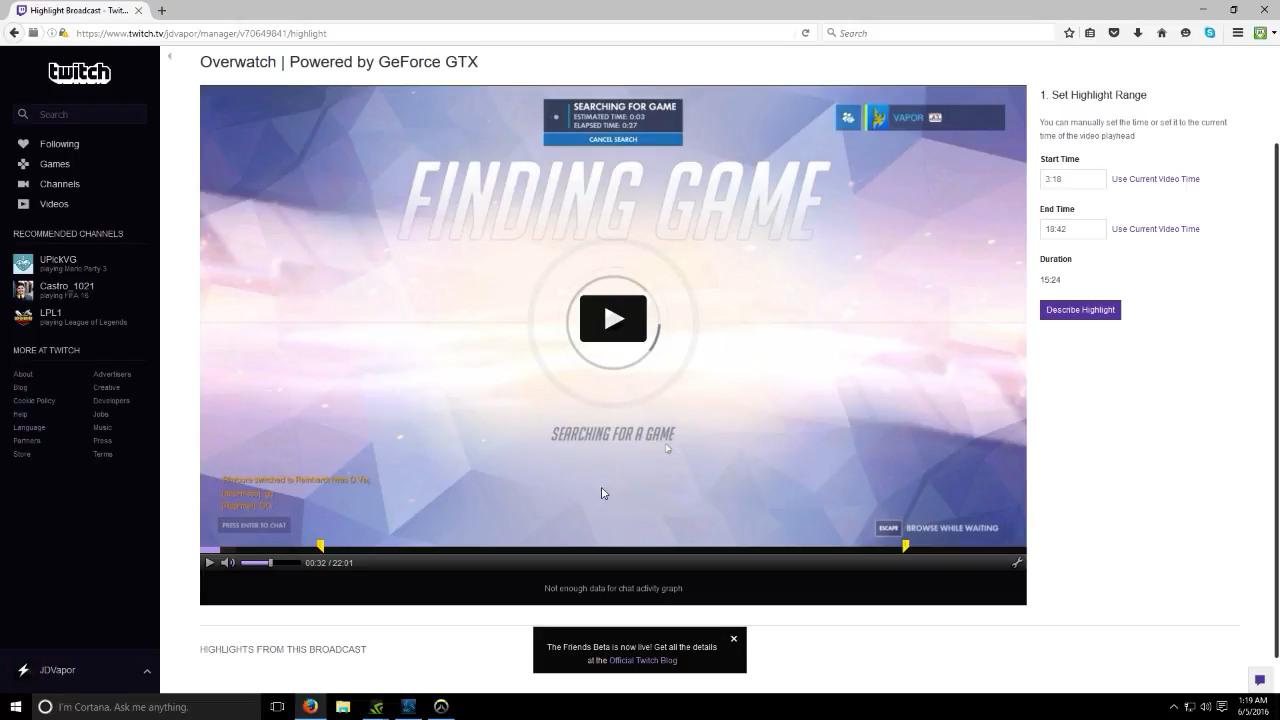 Highlight Broadcast - Twit...
https://www.twitch.tv/jdvapor/manager/v70649841/highlight
Search
twitch
Search
Following
Games
Channels
Videos
RECOMMENDED CHANNELS
UPickVG
playing Mario Party 3
Castro_1021
playing FIFA 16
LPL1
playing League of Legends
MORE AT TWITCH
About
Advertisers
Blog
Creative
Cookie Policy
Developers
Help
Jobs
Language
Music
Partners
Press
Store
Terms
JDVapor
Overwatch | Powered by GeForce GTX
SEARCHING FOR GAME
ESTIMATED TIME: 0:03
ELAPSED TIME: 0:27
CANCEL SEARCH
VAPOR
FINDING GAME
SEARCHING FOR A GAME
switched to Reinhardt
PRESS ENTER TO CHAT
ESCAPE
BROWSE WHILE WAITING
00:32 / 22:01
Not enough data for chat activity graph
1. Set Highlight Range
You can manually set the time or set it to the current
time of the video playhead
Start Time
3:18
Use Current Video Time
End Time
18:42
Use Current Video Time
Duration
15:24
Describe Highlight
HIGHLIGHTS FROM THIS BROADCAST
The Friends Beta is now live! Get all the details
at the Official Twitch Blog
I'm Cortana. Ask me anything.
1:19 AM
6/5/2016